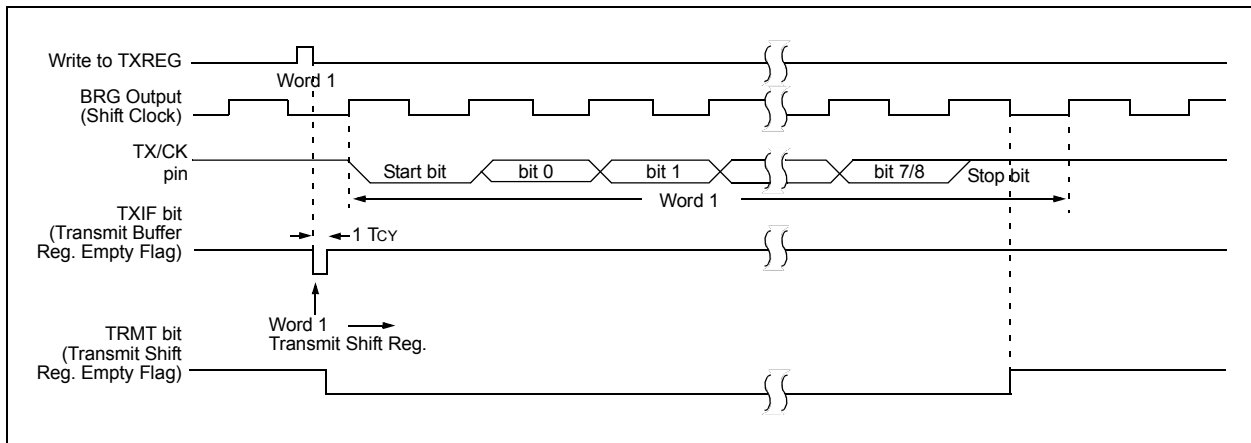 Write to TXREG
Word 1
BRG Output
(Shift Clock)
TX/CK
pin
Start bit
bit 0
bit 1
bit 7/8
Stop bit
Word 1
TXIF bit
(Transmit Buffer
Reg. Empty Flag)
1 TCY
Word 1
Transmit Shift Reg.
TRMT bit
(Transmit Shift
Reg. Empty Flag)